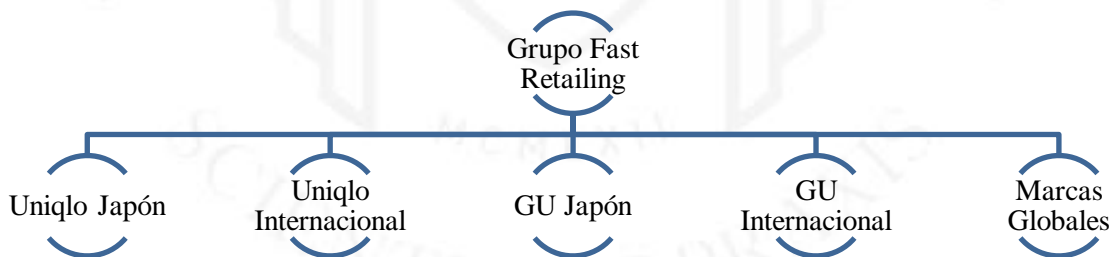 Grupo Fast
Retailing
Uniqlo Japón
Uniqlo
Internacional
GU Japón
GU
Internacional
Marcas
Globales